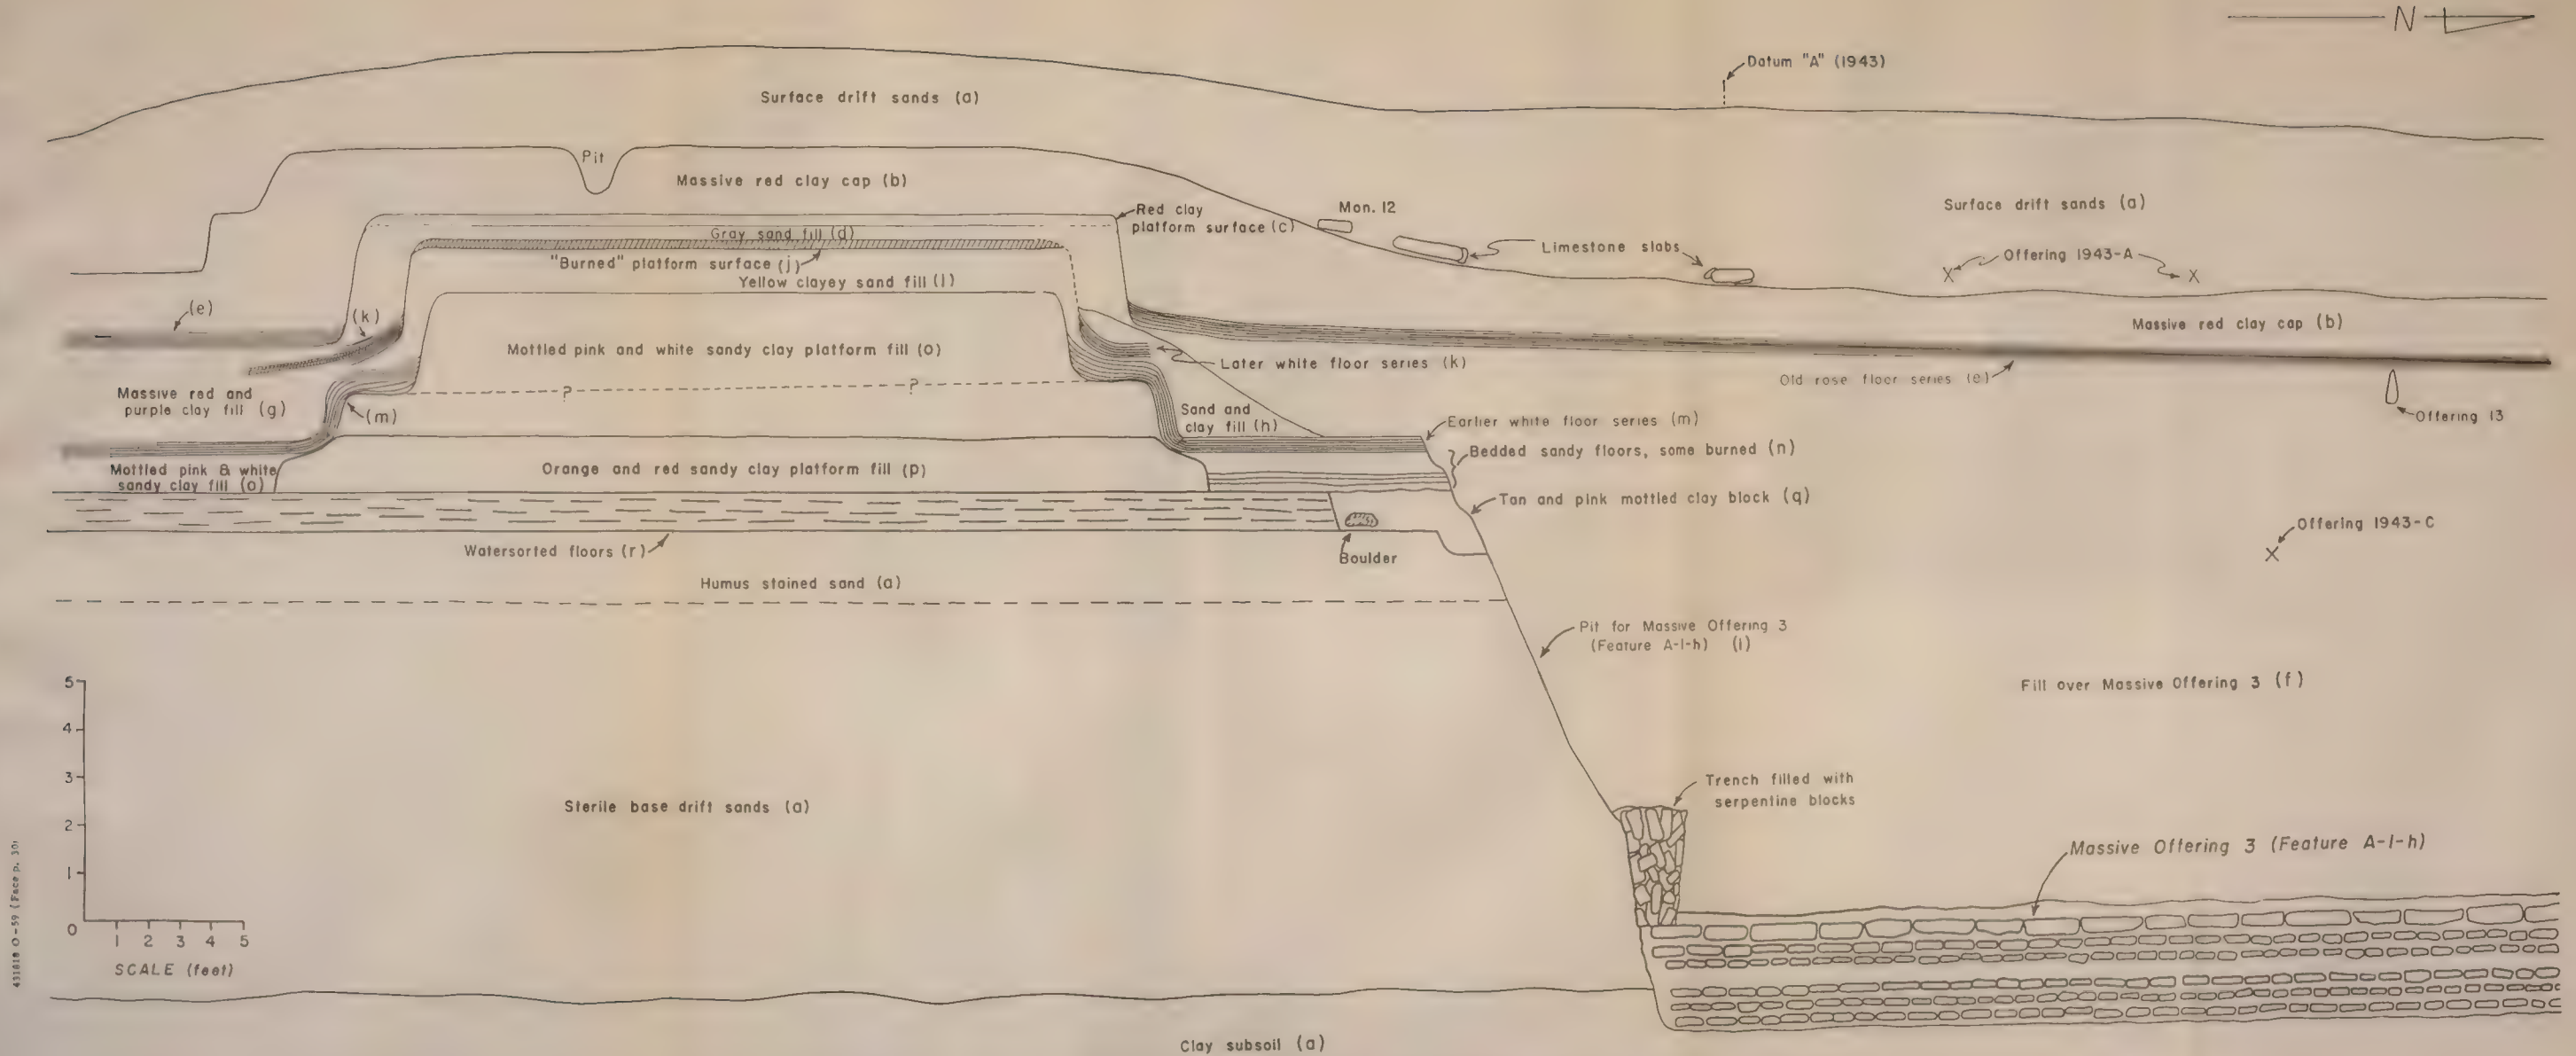 N
Datum "A" (1943)
Surface drift sands (a)
Pit
Massive red clay cap (b)
Mon. 12
Surface drift sands (a)
Red clay
platform surface (c)
Gray sand fill (d)
Limestone slabs
Offering 1943-A
X
X
"Burned" platform surface (j)
Yellow clayey sand fill (l)
(e)
(k)
Massive red clay cap (b)
Mottled pink and white sandy clay platform fill (o)
Later white floor series (k)
Old rose floor series (e)
?
?
Massive red and
purple clay fill (g)
(m)
Sand and
clay fill (h)
Offering 13
Earlier white floor series (m)
Bedded sandy floors, some burned (n)
Mottled pink & white
sandy clay fill (o)
Orange and red sandy clay platform fill (p)
Tan and pink mottled clay block (q)
Offering 1943-C
X
Watersorted floors (r)
Boulder
Humus stained sand (a)
Pit for Massive Offering 3
(Feature A-1-h) (i)
Fill over Massive Offering 3 (f)
5
4
3
2
1
0
1 2 3 4 5
SCALE (feet)
Sterile base drift sands (a)
Trench filled with
serpentine blocks
Massive Offering 3 (Feature A-1-h)
Clay subsoil (a)